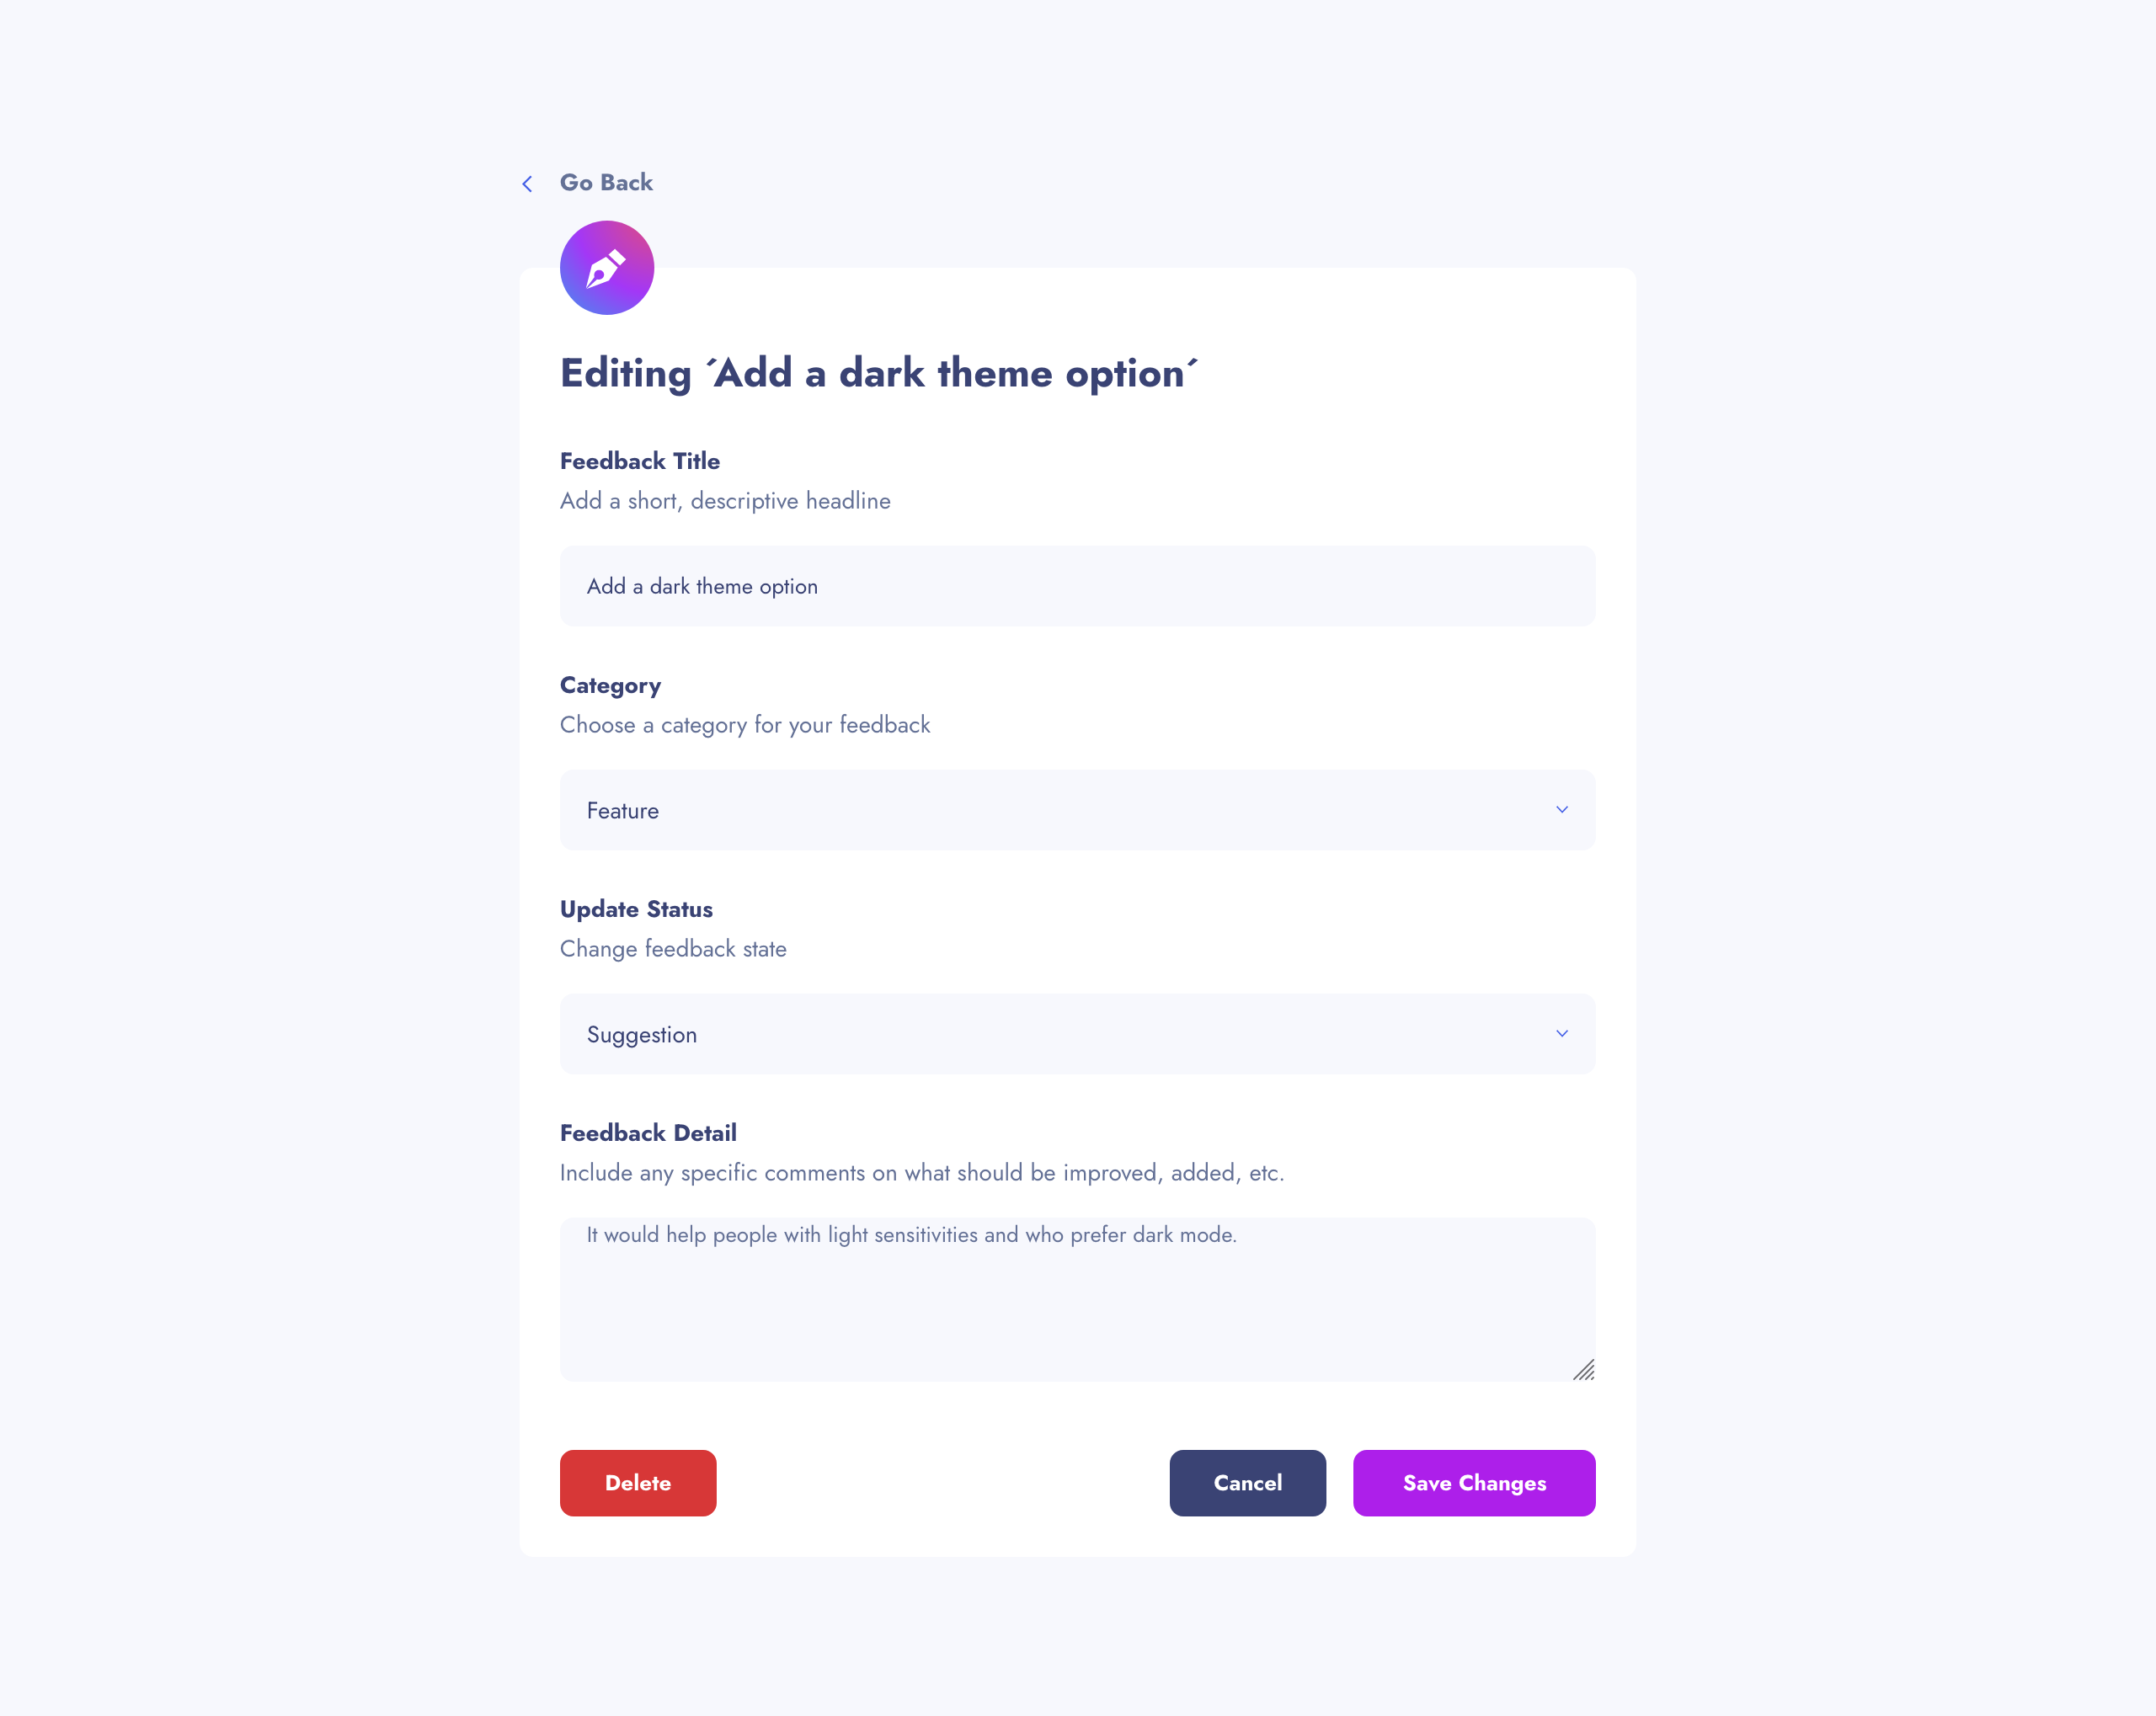 Go Back
Editing ´Add a dark theme option´
Feedback Title
Add a short, descriptive headline
Add a dark theme option
Category
Choose a category for your feedback
Feature
Update Status
Change feedback state
Suggestion
Feedback Detail
Include any specific comments on what should be improved, added, etc.
It would help people with light sensitivities and who prefer dark mode.
Delete
Cancel
Save Changes